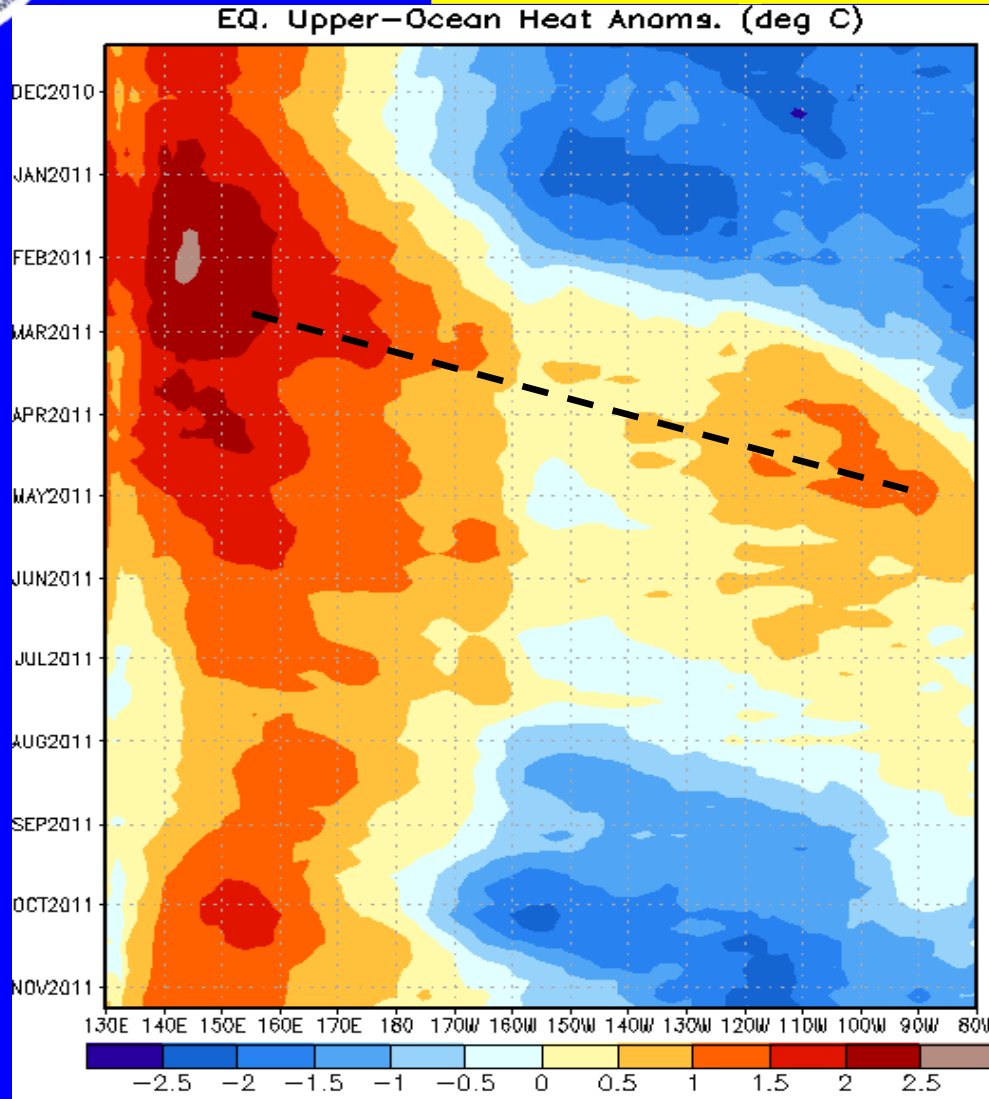 EQ. Upper-Ocean Heat Anoms. (deg C)
DEC2010
JAN2011
FEB2011
MAR2011
APR2011
MAY2011
JUN2011
JUL2011
AUG2011
SEP2011
OCT2011
NOV2011
130E 140E 150E 160E 170E 180 170W 160W 150W 140W 130W 120W 110W 100W 90W 80W
-2.5 -2 -1.5 -1 -0.5 0 0.5 1 1.5 2 2.5